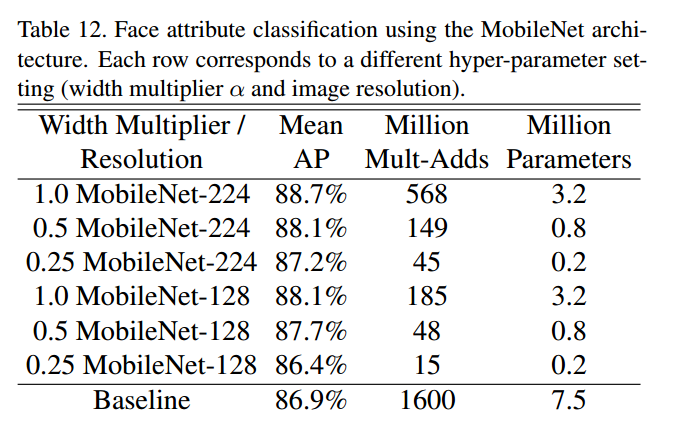 Table 12. Face attribute classification using the MobileNet archi-
tecture. Each row corresponds to a different hyper-parameter set-
ting (width multiplier α and image resolution).
Width Multiplier / Mean Million Million
Resolution AP Mult-Adds Parameters
1.0 MobileNet-224 88.7% 568 3.2
0.5 MobileNet-224 88.1% 149 0.8
0.25 MobileNet-224 87.2% 45 0.2
1.0 MobileNet-128 88.1% 185 3.2
0.5 MobileNet-128 87.7% 48 0.8
0.25 MobileNet-128 86.4% 15 0.2
Baseline 86.9% 1600 7.5